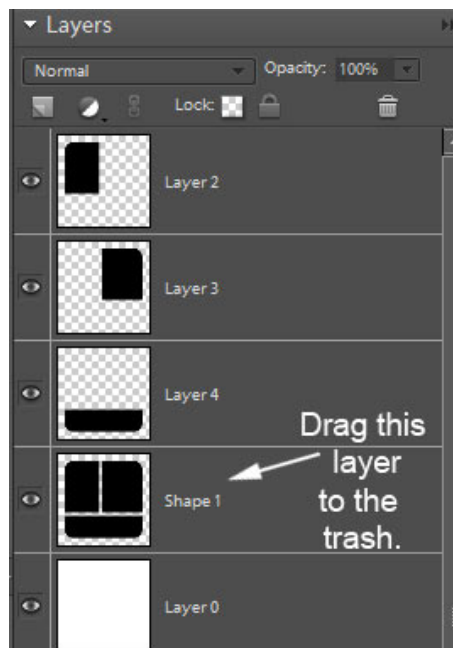 Layers
Normal Opacity: 100%
Lock:
Layer 2
Layer 3
Layer 4
Drag this
layer
Shape 1 to the
trash.
Layer 0